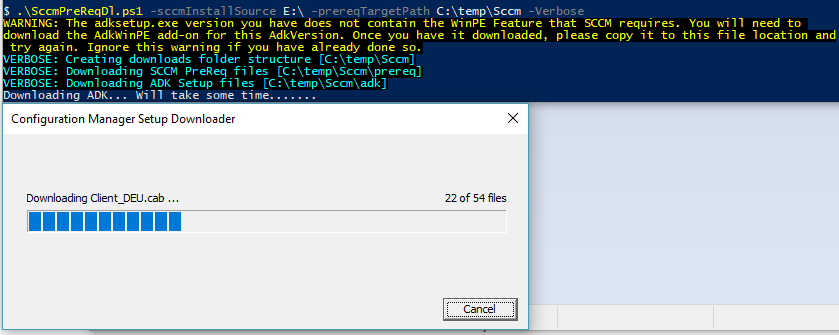 $ .\SccmPreReqDl.ps1 -sccmInstallSource E:\ -prereqTargetPath C:\temp\Sccm -Verbose
WARNING: The adksetup.exe version you have does not contain the WinPE Feature that SCCM requires. You will need to
download the AdkWinPE add-on for this AdkVersion. Once you have it downloaded, please copy it to this file location and
 try again. Ignore this warning if you have already done so.
VERBOSE: Creating downloads folder structure [C:\temp\Sccm]
VERBOSE: Downloading SCCM PreReq files [C:\temp\Sccm\prereq]
VERBOSE: Downloading ADK Setup files [C:\temp\Sccm\adk]
Downloading ADK... Will take some time.......
Configuration Manager Setup Downloader
Downloading Client_DEU.cab ... 22 of 54 files
Cancel